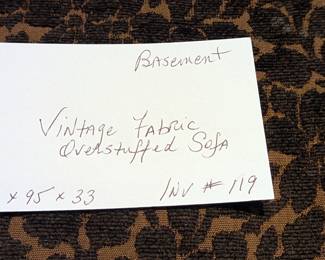 Basement
Vintage Fabric
Overstuffed Sofa
x 95 x 33 Inv # 119